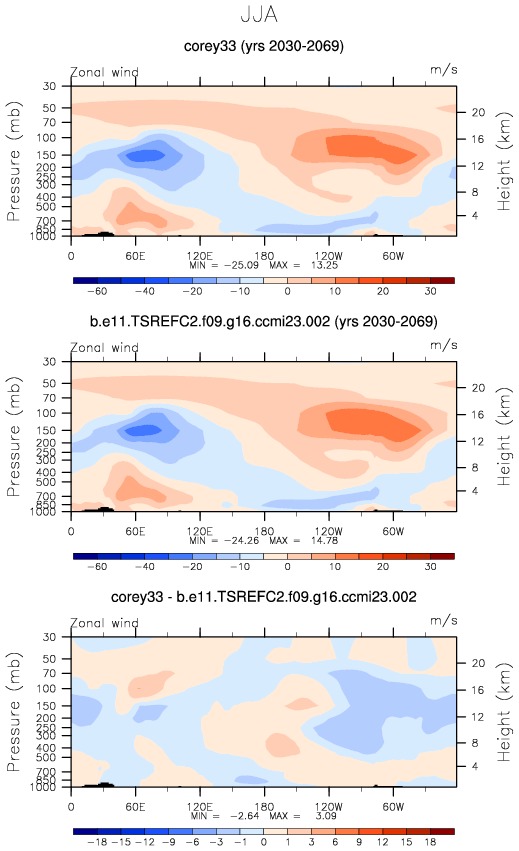 JJA
corey33 (yrs 2030-2069)
Zonal wind m/s
Pressure (mb)
30
50
70
100
150
200
250
300
400
500
700
850
1000
Height (km)
20
16
12
8
4
0 60E 120E 180 120W 60W
MIN = −25.09 MAX = 13.25
−60 −40 −20 −10 0 10 20 30
b.e11.TSREFC2.f09.g16.ccmi23.002 (yrs 2030-2069)
Zonal wind m/s
Pressure (mb)
30
50
70
100
150
200
250
300
400
500
700
850
1000
Height (km)
20
16
12
8
4
0 60E 120E 180 120W 60W
MIN = −24.26 MAX = 14.78
−60 −40 −20 −10 0 10 20 30
corey33 - b.e11.TSREFC2.f09.g16.ccmi23.002
Zonal wind m/s
Pressure (mb)
30
50
70
100
150
200
250
300
400
500
700
850
1000
Height (km)
20
16
12
8
4
0 60E 120E 180 120W 60W
MIN = −2.64 MAX = 3.09
−18 −15 −12 −9 −6 −3 −1 0 1 3 6 9 12 15 18